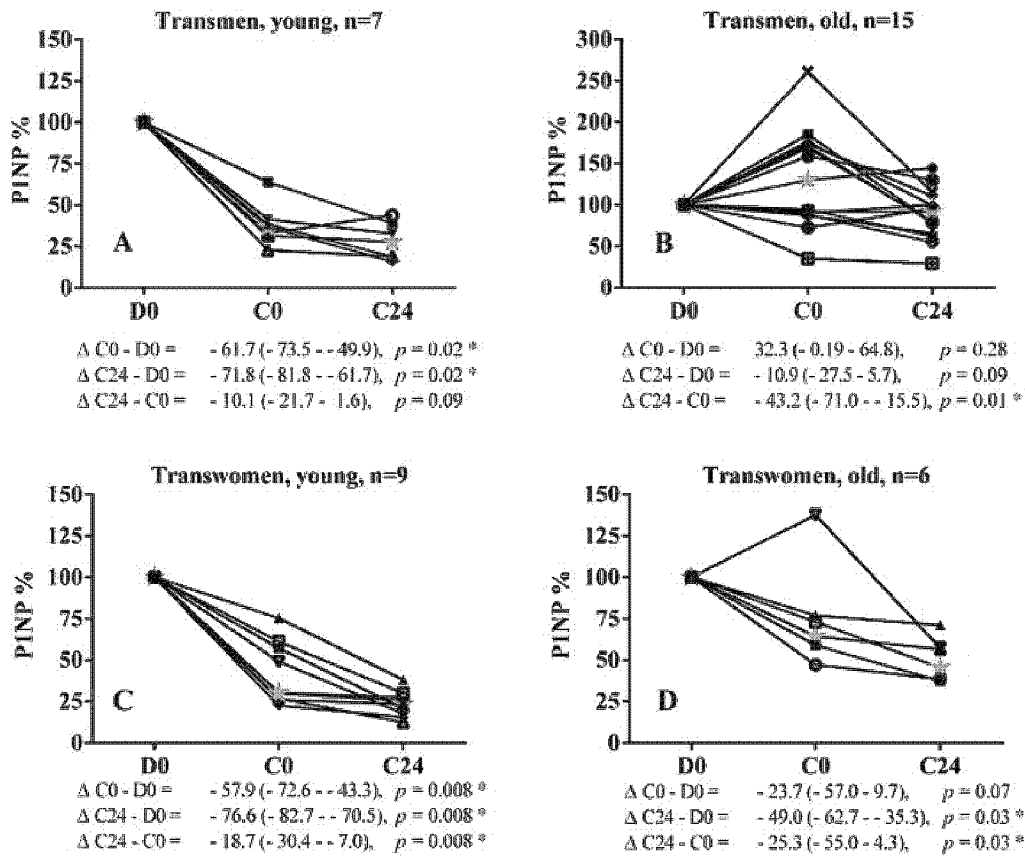 Transmen, young, n=7
150
125
100
75
50
25
0
P1NP %
A
D0 C0 C24
Δ C0 - D0 = - 61.7 (- 73.5 - - 49.9), p = 0.02 *
Δ C24 - D0 = - 71.8 (- 81.8 - - 61.7), p = 0.02 *
Δ C24 - C0 = - 10.1 (- 21.7 - 1.6), p = 0.09
Transmen, old, n=15
300
250
200
150
100
50
0
P1NP %
B
D0 C0 C24
Δ C0 - D0 = 32.3 (- 0.19 - 64.8), p = 0.28
Δ C24 - D0 = - 10.9 (- 27.5 - 5.7), p = 0.09
Δ C24 - C0 = - 43.2 (- 71.0 - - 15.5), p = 0.01 *
Transwomen, young, n=9
150
125
100
75
50
25
0
P1NP %
C
D0 C0 C24
Δ C0 - D0 = - 57.9 (- 72.6 - - 43.3), p = 0.008 *
Δ C24 - D0 = - 76.6 (- 82.7 - - 70.5), p = 0.008 *
Δ C24 - C0 = - 18.7 (- 30.4 - - 7.0), p = 0.008 *
Transwomen, old, n=6
150
125
100
75
50
25
0
P1NP %
D
D0 C0 C24
Δ C0 - D0 = - 23.7 (- 57.0 - 9.7), p = 0.07
Δ C24 - D0 = - 49.0 (- 62.7 - - 35.3), p = 0.03 *
Δ C24 - C0 = - 25.3 (- 55.0 - 4.3), p = 0.03 *